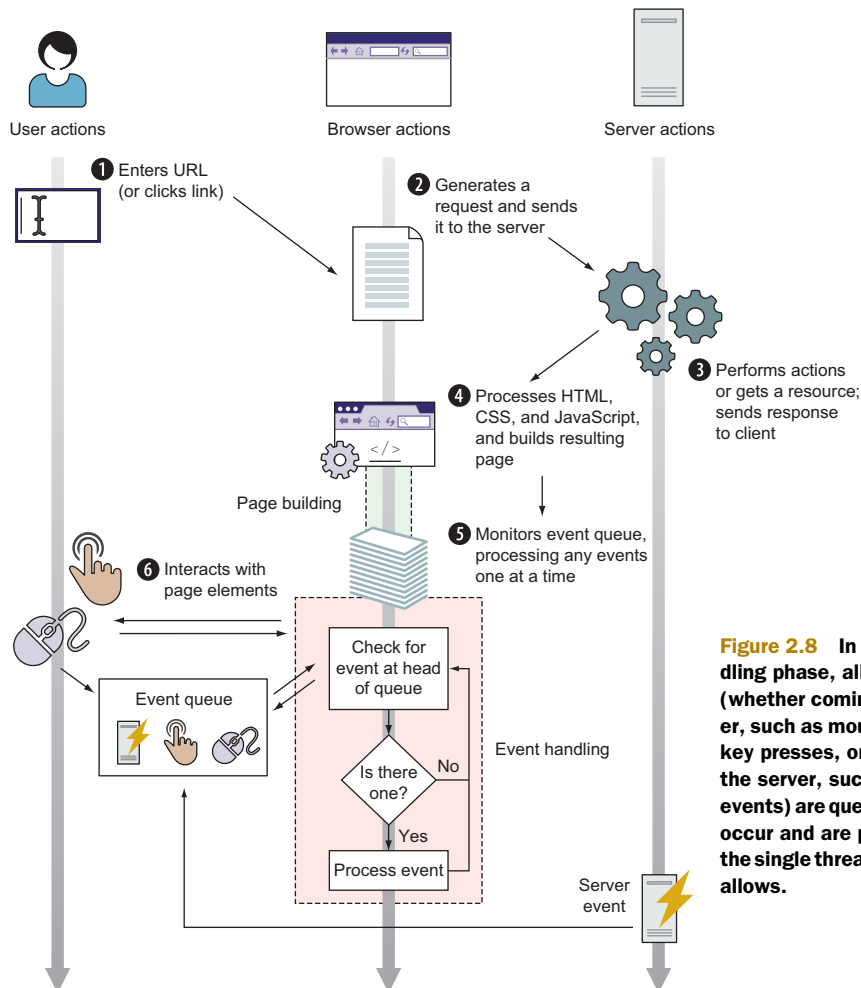 User actions
Browser actions
Server actions
1 Enters URL
(or clicks link)
2 Generates a
request and sends
it to the server
3 Performs actions
or gets a resource;
sends response
to client
4 Processes HTML,
CSS, and JavaScript,
and builds resulting
page
</>
Page building
5 Monitors event queue,
processing any events
one at a time
6 Interacts with
page elements
Check for
event at head
of queue
Event queue
Is there
one?
No
Yes
Process event
Event handling
Server
event
Figure 2.8 In
dling phase, all
(whether comin
er, such as mou
key presses, or
the server, suc
events) are que
occur and are p
the single threa
allows.